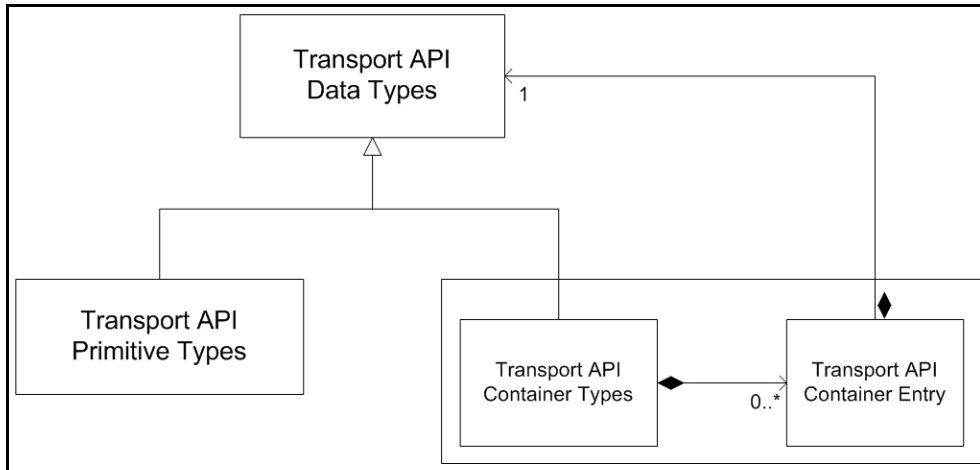 Transport API
Data Types
1
Transport API
Primitive Types
Transport API
Container Types
0..*
Transport API
Container Entry